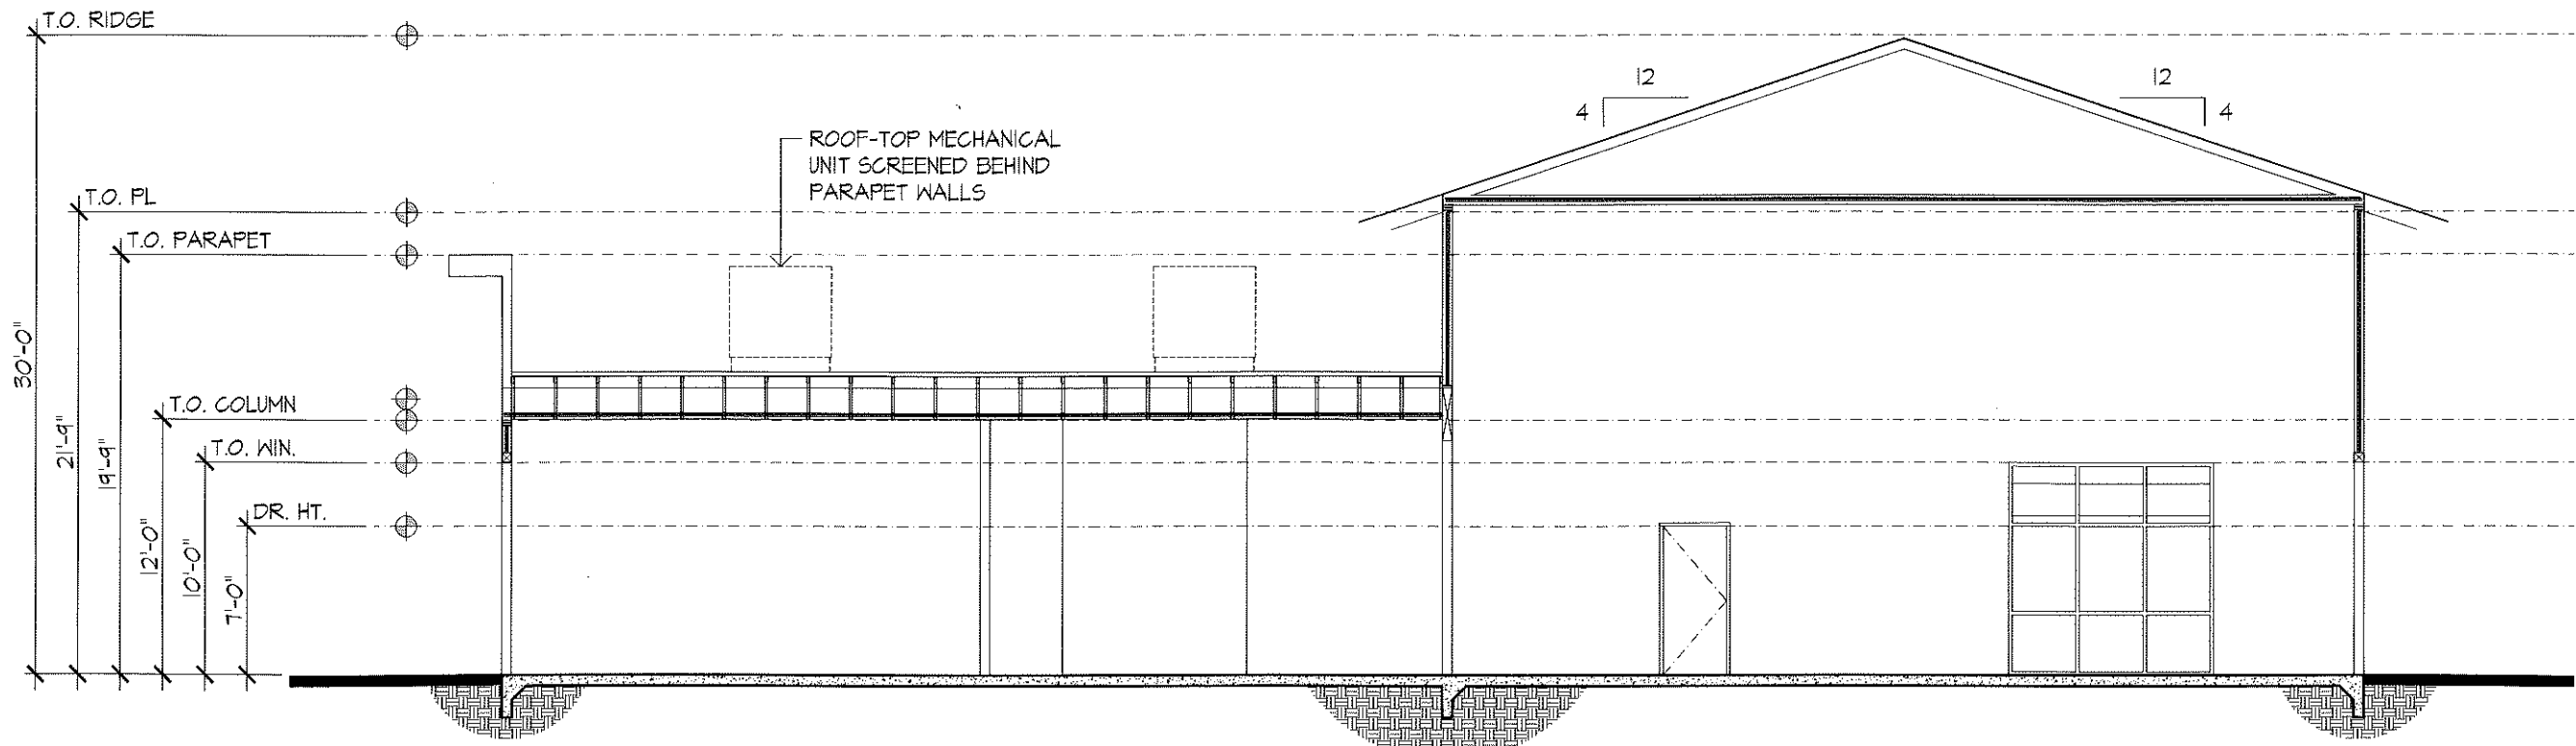 T.O. RIDGE
12
12
4
4
ROOF-TOP MECHANICAL
UNIT SCREENED BEHIND
PARAPET WALLS
T.O. PL
T.O. PARAPET
30'-0"
21'-9"
19'-9"
T.O. COLUMN
T.O. WIN.
DR. HT.
12'-0"
10'-0"
7'-0"